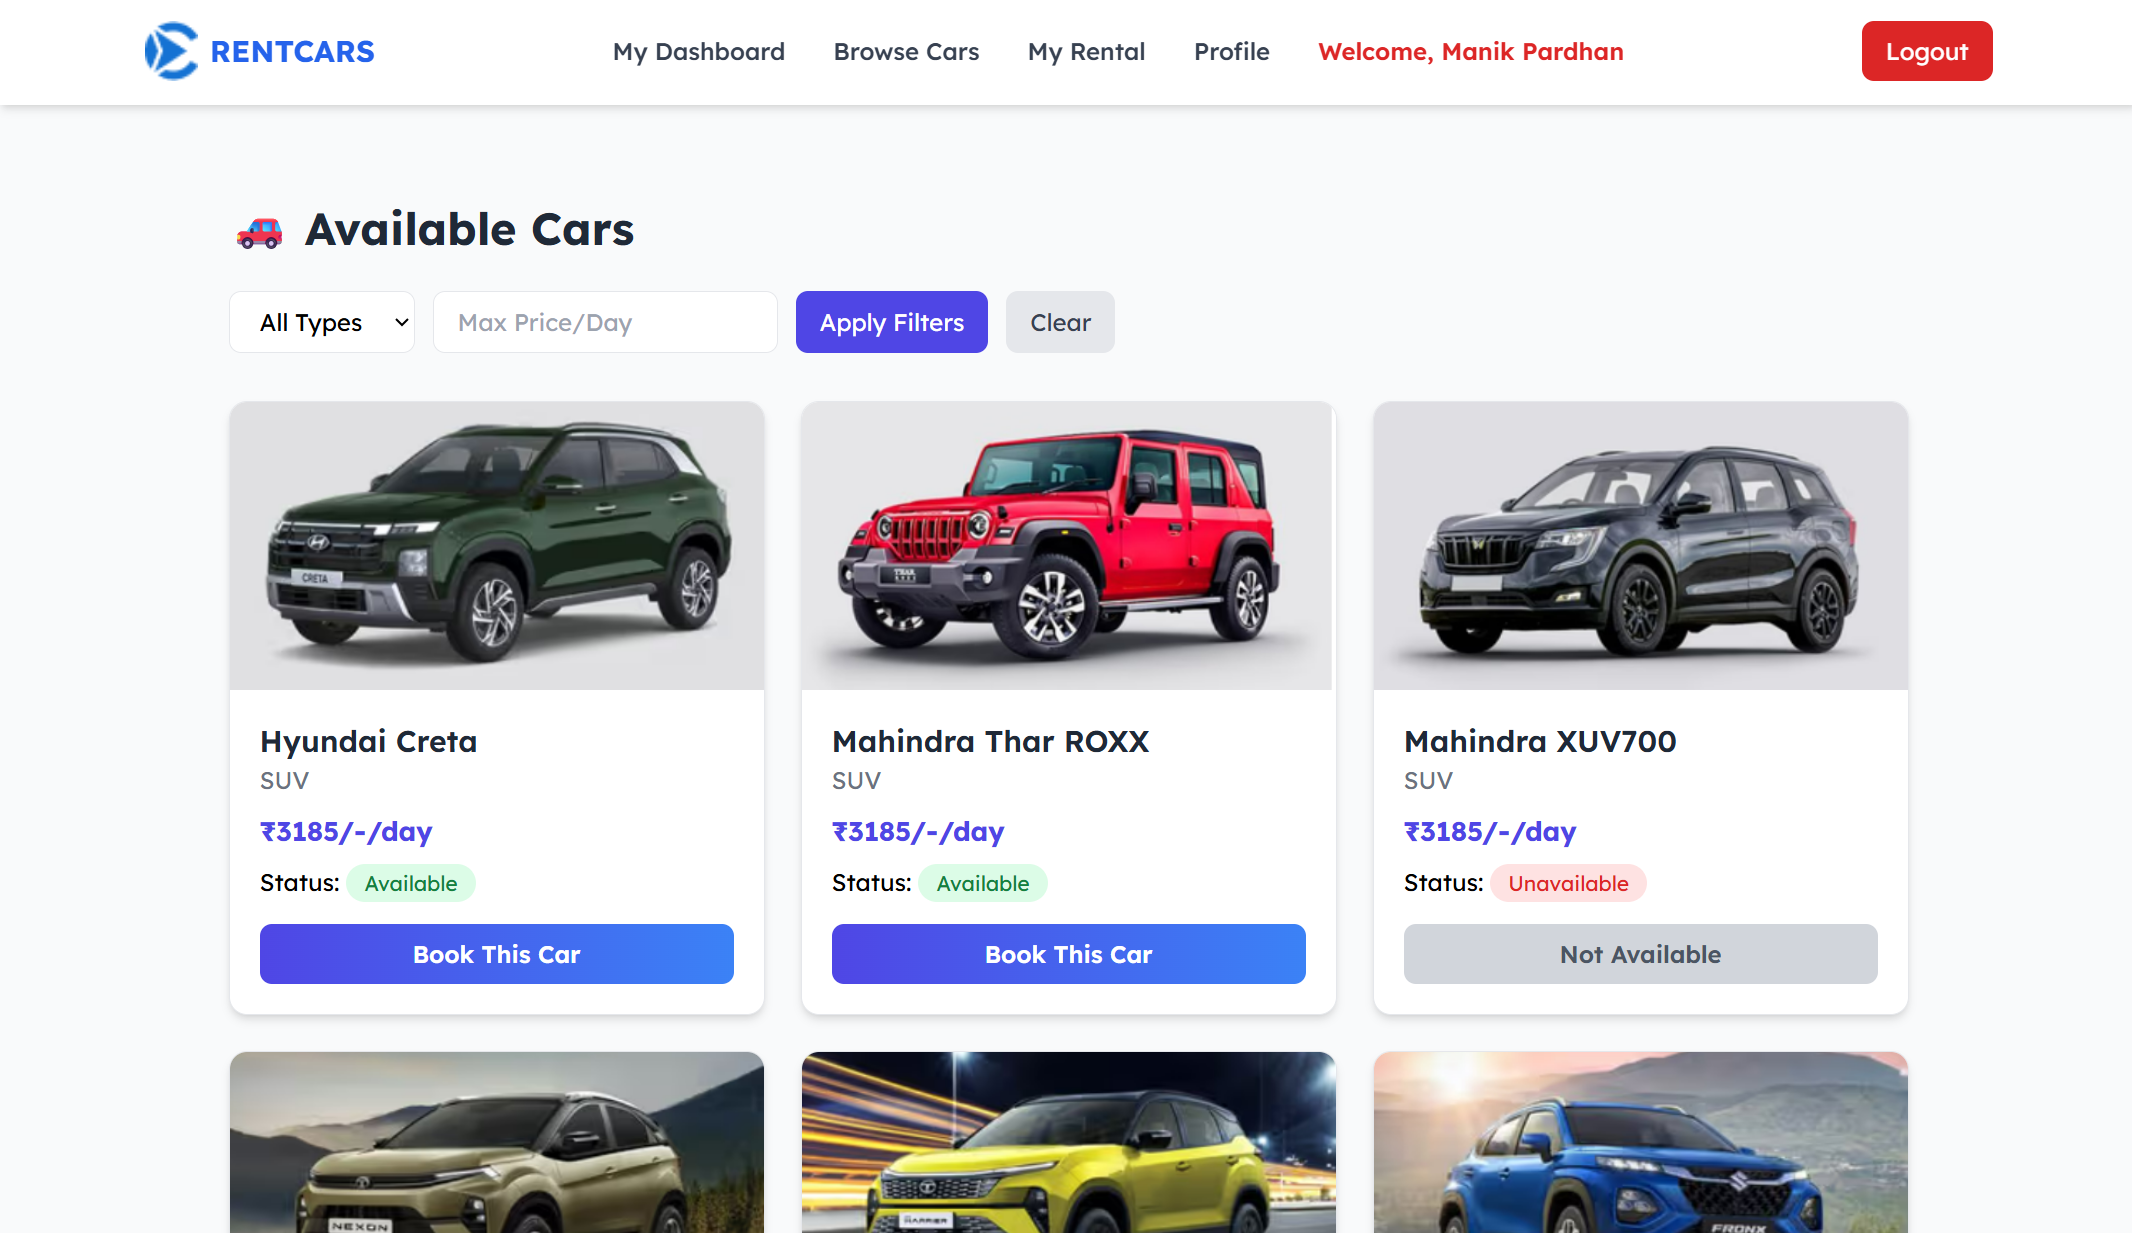 RENTCARS
My Dashboard
Browse Cars
My Rental
Profile
Welcome, Manik Pardhan
Logout
Available Cars
All Types
Max Price/Day
Apply Filters
Clear
CRETA
THAR
Hyundai Creta
SUV
₹3185/-/day
Status: Available
Book This Car
Mahindra Thar ROXX
SUV
₹3185/-/day
Status: Available
Book This Car
Mahindra XUV700
SUV
₹3185/-/day
Status: Unavailable
Not Available
NEXON
HARRIER
FRONX